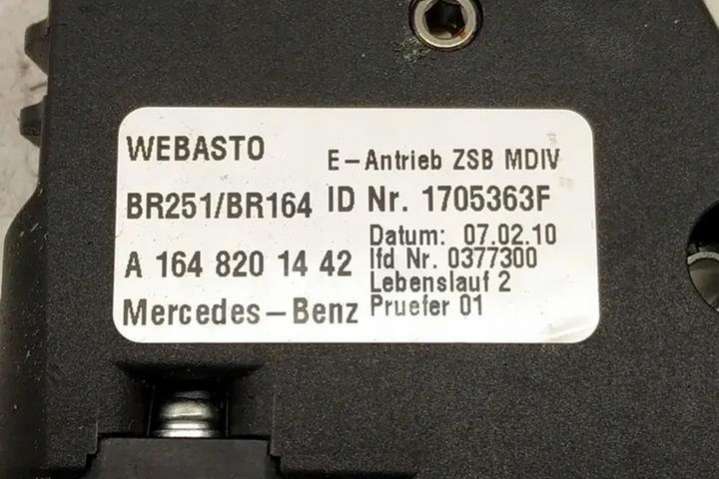 WEBASTO E-Antrieb ZSB MDIV
BR251/BR164 ID Nr. 1705363F
Datum: 07.02.10
A 164 820 14 42 lfd Nr. 0377300
Lebenslauf 2
Mercedes-Benz Pruefer 01